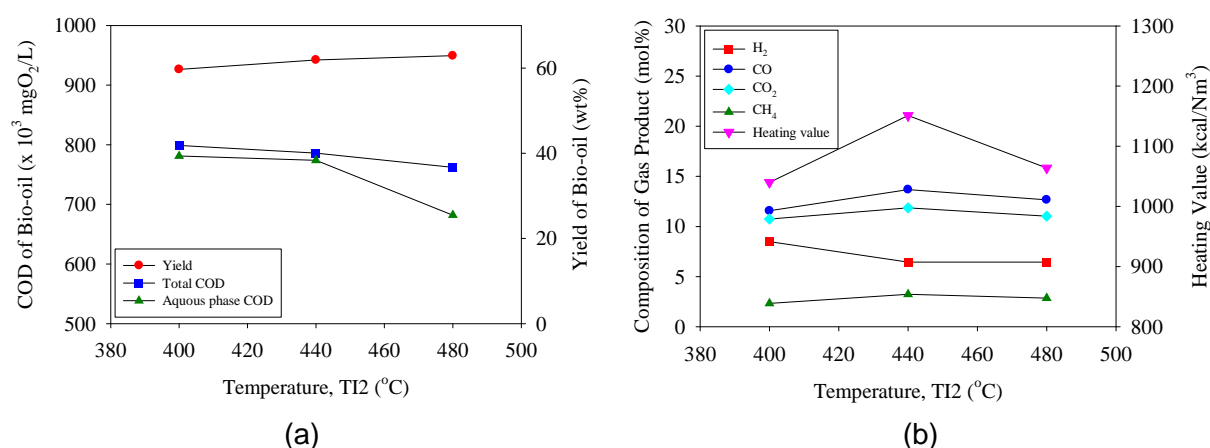 COD of Bio-oil (x 10³ mgO₂/L)
1000
900
800
700
600
500
60
40
20
0
Yield of Bio-oil (wt%)
Yield
Total COD
Aquous phase COD
380 400 420 440 460 480 500
Temperature, TI2 (°C)
(a)
Composition of Gas Product (mol%)
30
25
20
15
10
5
0
1300
1200
1100
1000
900
800
Heating Value (kcal/Nm³)
H₂
CO
CO₂
CH₄
Heating value
380 400 420 440 460 480 500
Temperature, TI2 (°C)
(b)